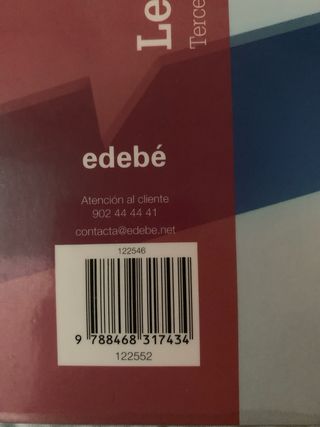 Le
Terce
edebé
Atención al cliente
902 44 44 41
contacta@edebe.net
122546
9 788468 317434
122552